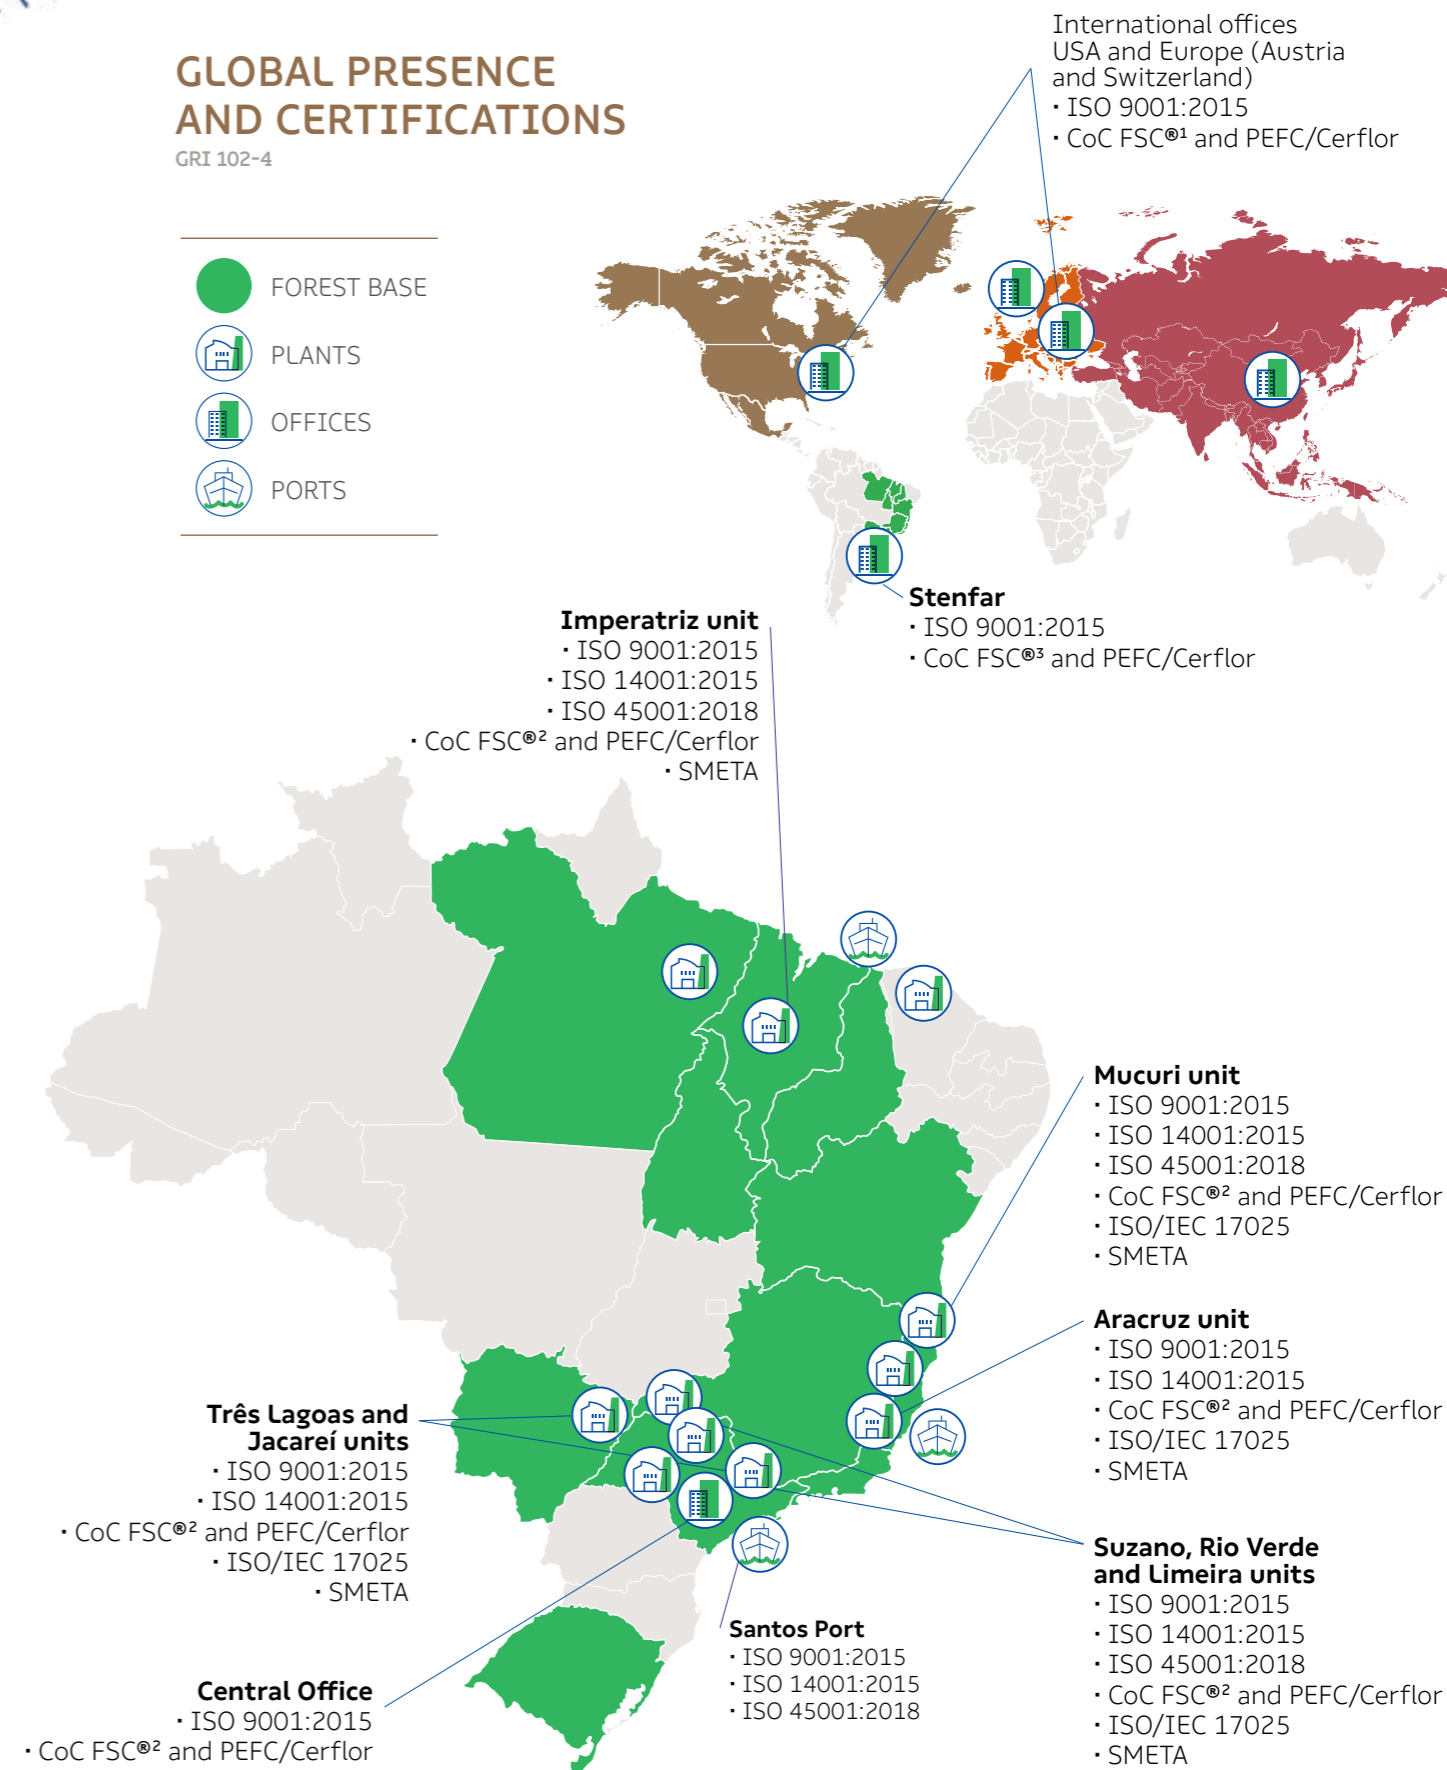 GLOBAL PRESENCE
AND CERTIFICATIONS
GRI 102-4
FOREST BASE
PLANTS
OFFICES
PORTS
International offices
USA and Europe (Austria
and Switzerland)
· ISO 9001:2015
· CoC FSC®¹ and PEFC/Cerflor
Stenfar
· ISO 9001:2015
· CoC FSC®³ and PEFC/Cerflor
Imperatriz unit
· ISO 9001:2015
· ISO 14001:2015
· ISO 45001:2018
· CoC FSC®² and PEFC/Cerflor
· SMETA
Mucuri unit
· ISO 9001:2015
· ISO 14001:2015
· ISO 45001:2018
· CoC FSC®² and PEFC/Cerflor
· ISO/IEC 17025
· SMETA
Aracruz unit
· ISO 9001:2015
· ISO 14001:2015
· CoC FSC®² and PEFC/Cerflor
· ISO/IEC 17025
· SMETA
Três Lagoas and
Jacareí units
· ISO 9001:2015
· ISO 14001:2015
· CoC FSC®² and PEFC/Cerflor
· ISO/IEC 17025
· SMETA
Suzano, Rio Verde
and Limeira units
· ISO 9001:2015
· ISO 14001:2015
· ISO 45001:2018
· CoC FSC®² and PEFC/Cerflor
· ISO/IEC 17025
· SMETA
Santos Port
· ISO 9001:2015
· ISO 14001:2015
· ISO 45001:2018
Central Office
· ISO 9001:2015
· CoC FSC®² and PEFC/Cerflor